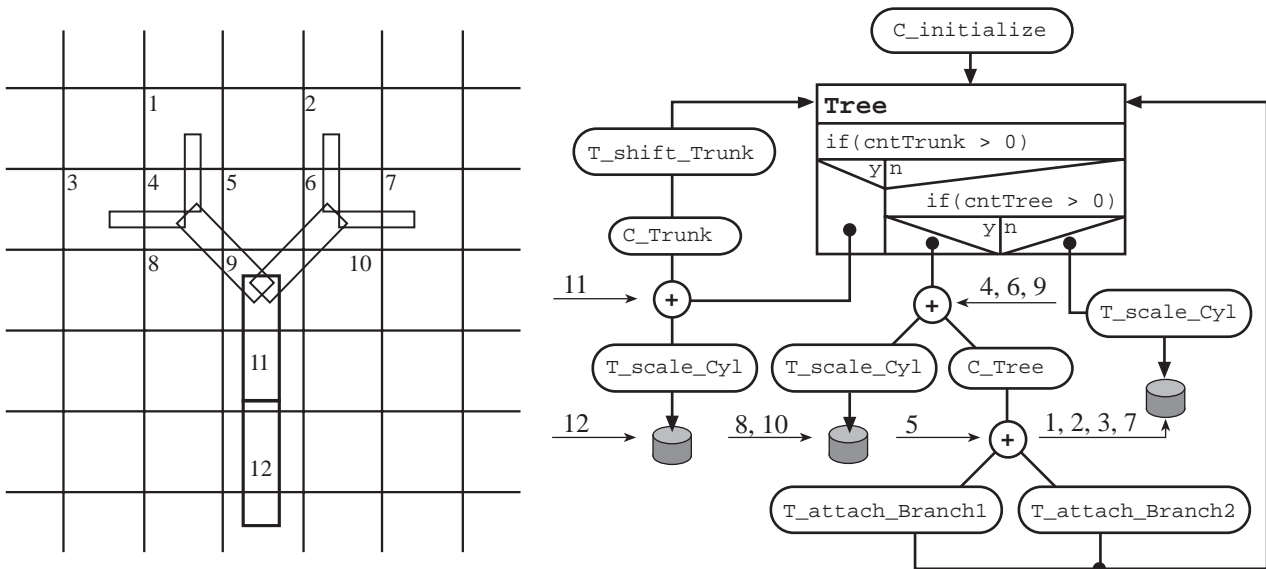 1 2
3 4 5 6 7
8 9 10
11
12
C_initialize
Tree
if(cntTrunk > 0)
y n
if(cntTree > 0)
y n
T_shift_Trunk
C_Trunk
11
+
4, 6, 9
+
T_scale_Cyl
T_scale_Cyl
T_scale_Cyl
C_Tree
12
8, 10
5
+
1, 2, 3, 7
T_attach_Branch1
T_attach_Branch2